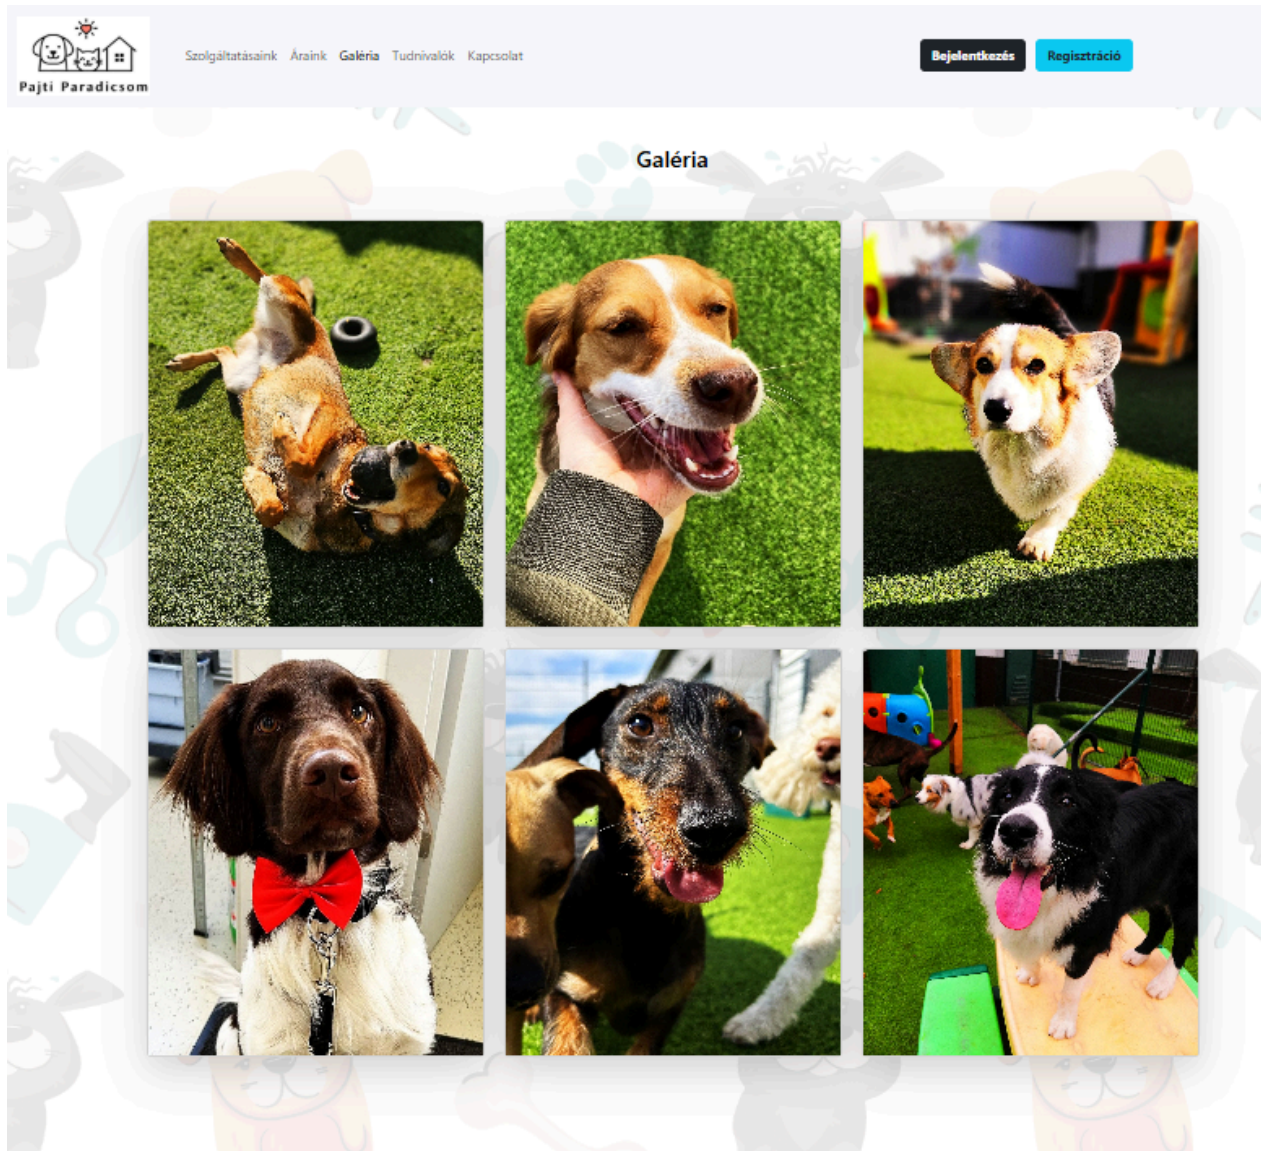 Pajti Paradicsom
Szolgáltatásaink Áraink Galéria Tudnivalók Kapcsolat
Bejelentkezés Regisztráció
Galéria